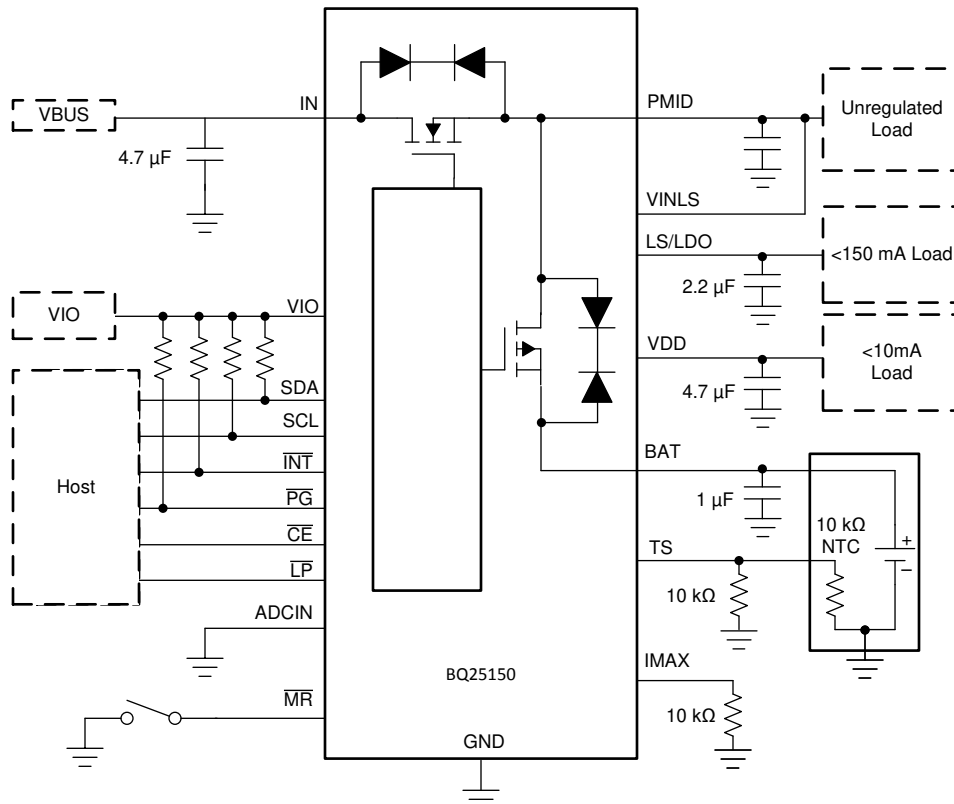 VBUS
IN
4.7 µF
VIO
VIO
Host
SDA
SCL
INT
PG
CE
LP
ADCIN
MR
BQ25150
GND
PMID
Unregulated
Load
VINLS
LS/LDO
<150 mA Load
2.2 µF
VDD
<10mA
Load
4.7 µF
BAT
1 µF
10 kΩ
NTC
+
−
TS
10 kΩ
IMAX
10 kΩ